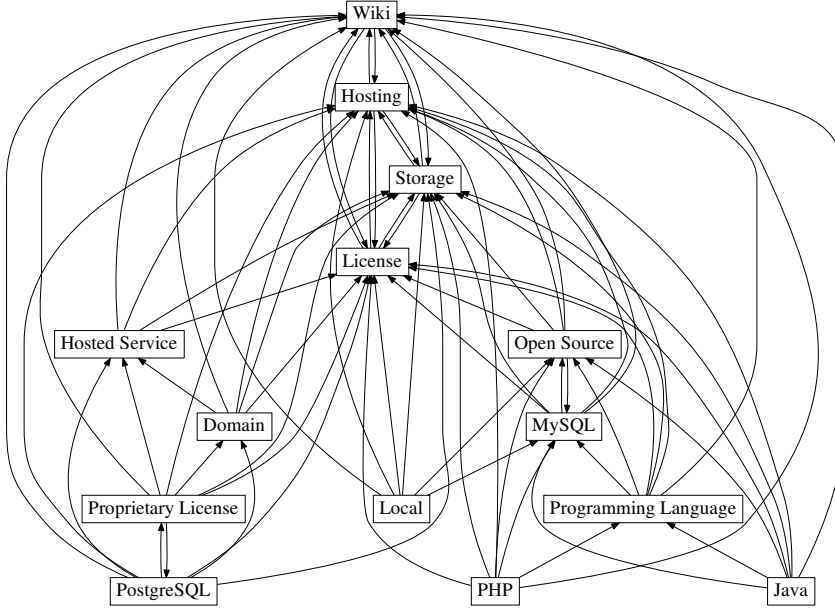 Wiki
Hosting
Storage
License
Hosted Service
Open Source
Domain
MySQL
Proprietary License
Local
Programming Language
PostgreSQL
PHP
Java